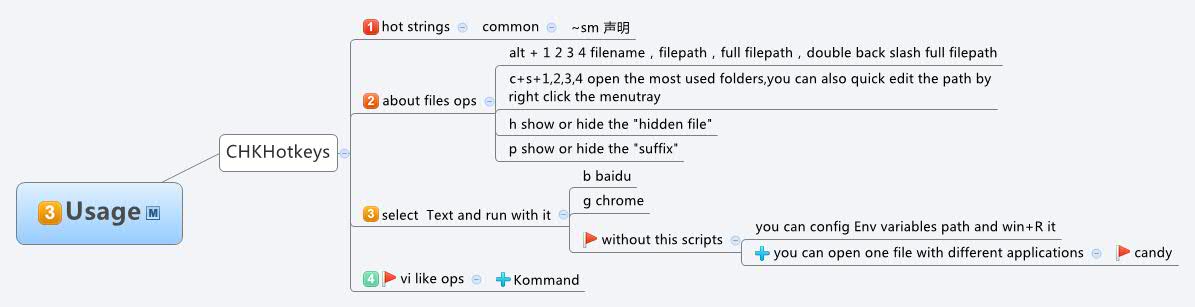 3 Usage M
CHKHotkeys
1 hot strings common ~sm 声明
2 about files ops
alt + 1 2 3 4 filename , filepath , full filepath , double back slash full filepath
c+s+1,2,3,4 open the most used folders,you can also quick edit the path by
right click the menutray
h show or hide the "hidden file"
p show or hide the "suffix"
3 select Text and run with it
b baidu
g chrome
without this scripts
you can config Env variables path and win+R it
you can open one file with different applications candy
4 vi like ops Kommand